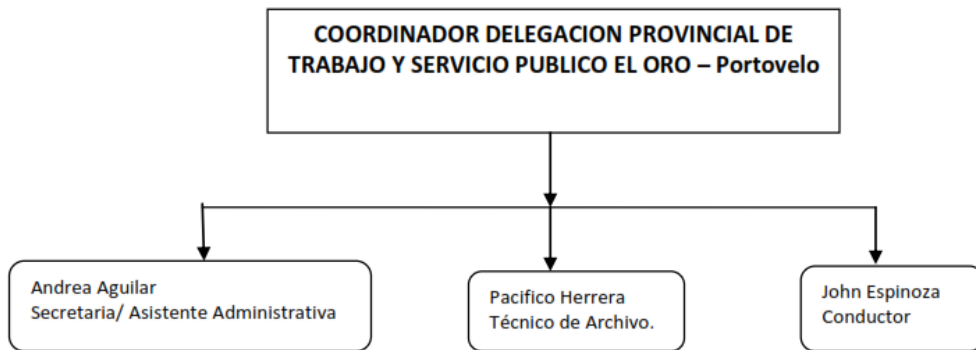 COORDINADOR DELEGACION PROVINCIAL DE
TRABAJO Y SERVICIO PUBLICO EL ORO – Portovelo
Andrea Aguilar
Secretaria/ Asistente Administrativa
Pacifico Herrera
Técnico de Archivo.
John Espinoza
Conductor